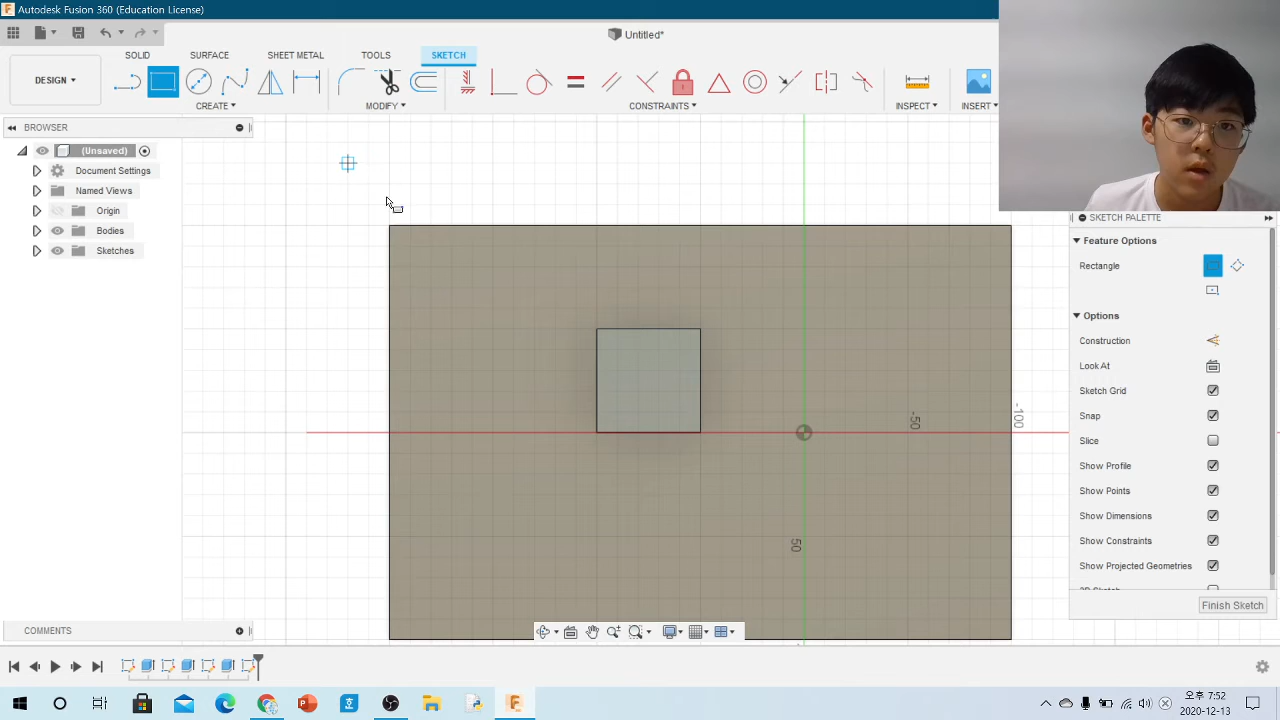 Autodesk Fusion 360 (Education License)
Untitled*
DESIGN
SOLID
SURFACE
SHEET METAL
TOOLS
SKETCH
CREATE
MODIFY
CONSTRAINTS
INSPECT
INSERT
BROWSER
(Unsaved)
Document Settings
Named Views
Origin
Bodies
Sketches
-50
-100
50
SKETCH PALETTE
Feature Options
Rectangle
Options
Construction
Look At
Sketch Grid
Snap
Slice
Show Profile
Show Points
Show Dimensions
Show Constraints
Show Projected Geometries
3D Sketch
Finish Sketch
COMMENTS
오후 7:52
2020-12-13